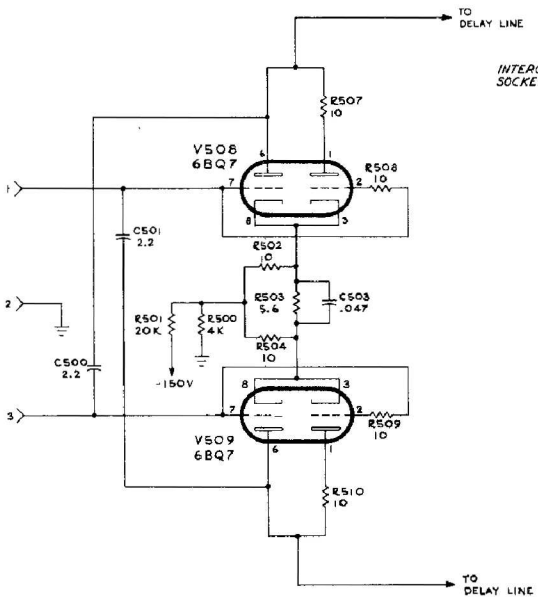 TO
DELAY LINE
INTERC
SOCKE
R507
10
V508
6BQ7
6
1
R508
10
1
7
2
8
3
C501
2.2
R502
10
2
R501
20K
R500
4K
R503
5.6
C503
.047
R504
10
C500
2.2
-150V
8
3
3
7
2
R509
10
V509
6BQ7
6
1
R510
10
TO
DELAY LINE